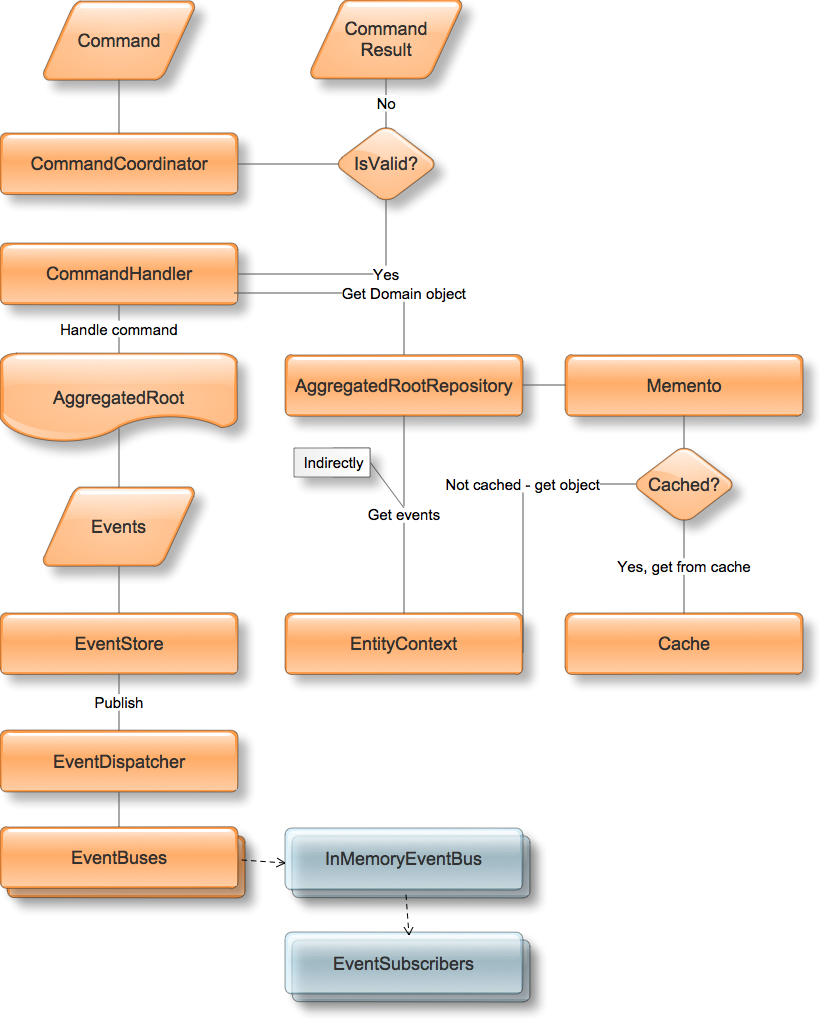 Command
Command
Result
No
CommandCoordinator
IsValid?
CommandHandler
Yes
Get Domain object
Handle command
AggregatedRoot
AggregatedRootRepository
Memento
Indirectly
Not cached - get object
Cached?
Get events
Events
Yes, get from cache
EventStore
EntityContext
Cache
Publish
EventDispatcher
EventBuses
InMemoryEventBus
EventSubscribers